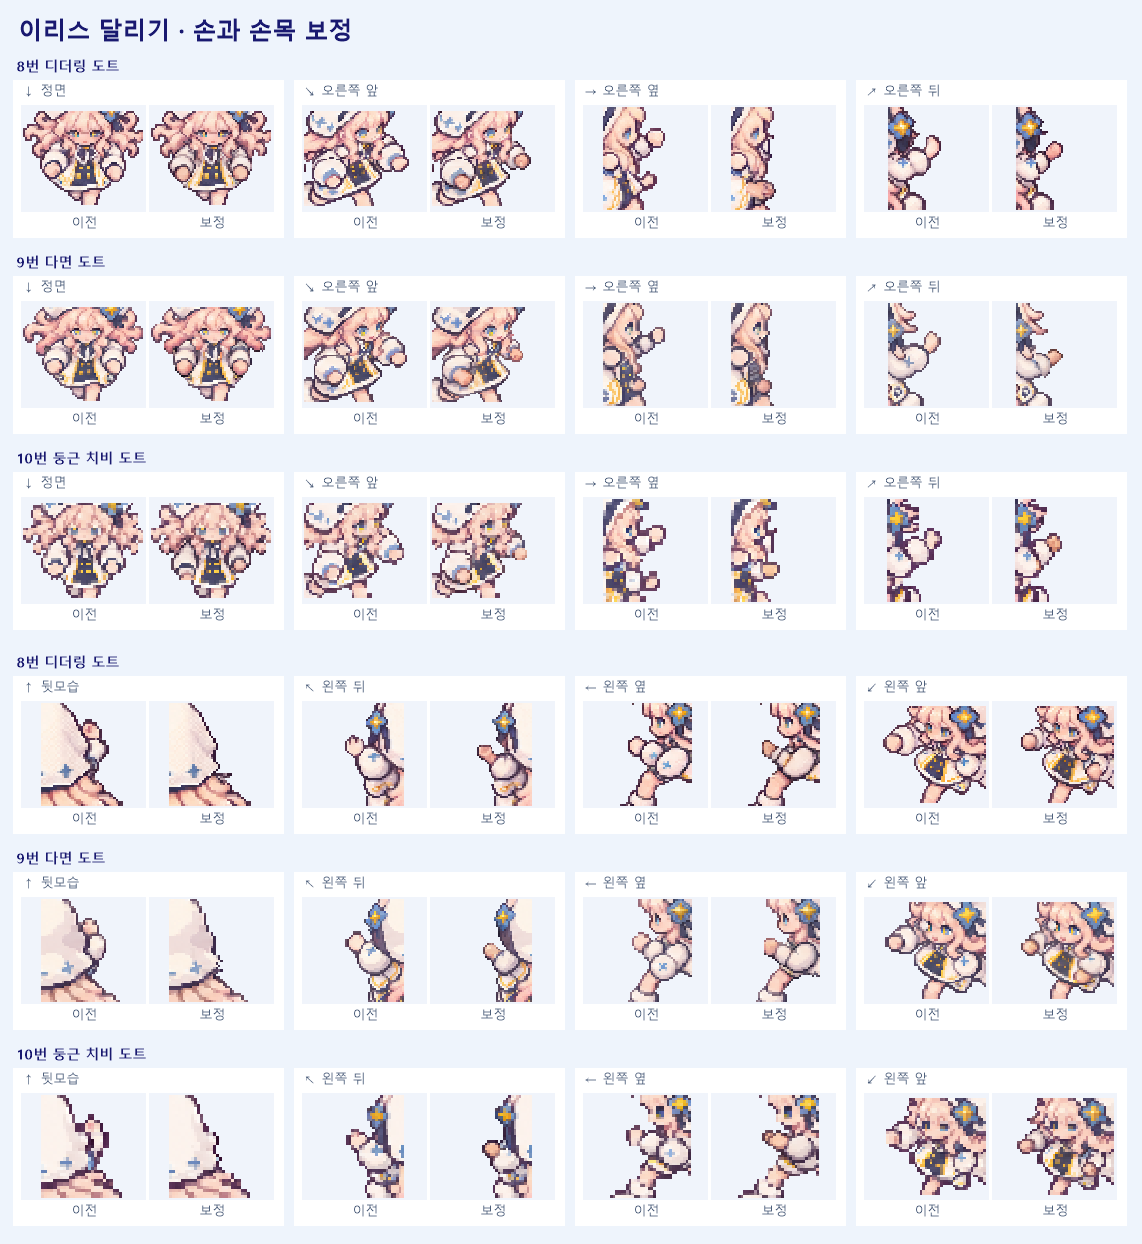 이리스 달리기 · 손과 손목 보정
8번 디더링 도트
↓ 정면
↘ 오른쪽 앞
→ 오른쪽 옆
↗ 오른쪽 뒤
이전 보정
이전 보정
이전 보정
이전 보정
9번 다면 도트
↓ 정면
↘ 오른쪽 앞
→ 오른쪽 옆
↗ 오른쪽 뒤
이전 보정
이전 보정
이전 보정
이전 보정
10번 둥근 치비 도트
↓ 정면
↘ 오른쪽 앞
→ 오른쪽 옆
↗ 오른쪽 뒤
이전 보정
이전 보정
이전 보정
이전 보정
8번 디더링 도트
↑ 뒷모습
↖ 왼쪽 뒤
← 왼쪽 옆
↙ 왼쪽 앞
이전 보정
이전 보정
이전 보정
이전 보정
9번 다면 도트
↑ 뒷모습
↖ 왼쪽 뒤
← 왼쪽 옆
↙ 왼쪽 앞
이전 보정
이전 보정
이전 보정
이전 보정
10번 둥근 치비 도트
↑ 뒷모습
↖ 왼쪽 뒤
← 왼쪽 옆
↙ 왼쪽 앞
이전 보정
이전 보정
이전 보정
이전 보정